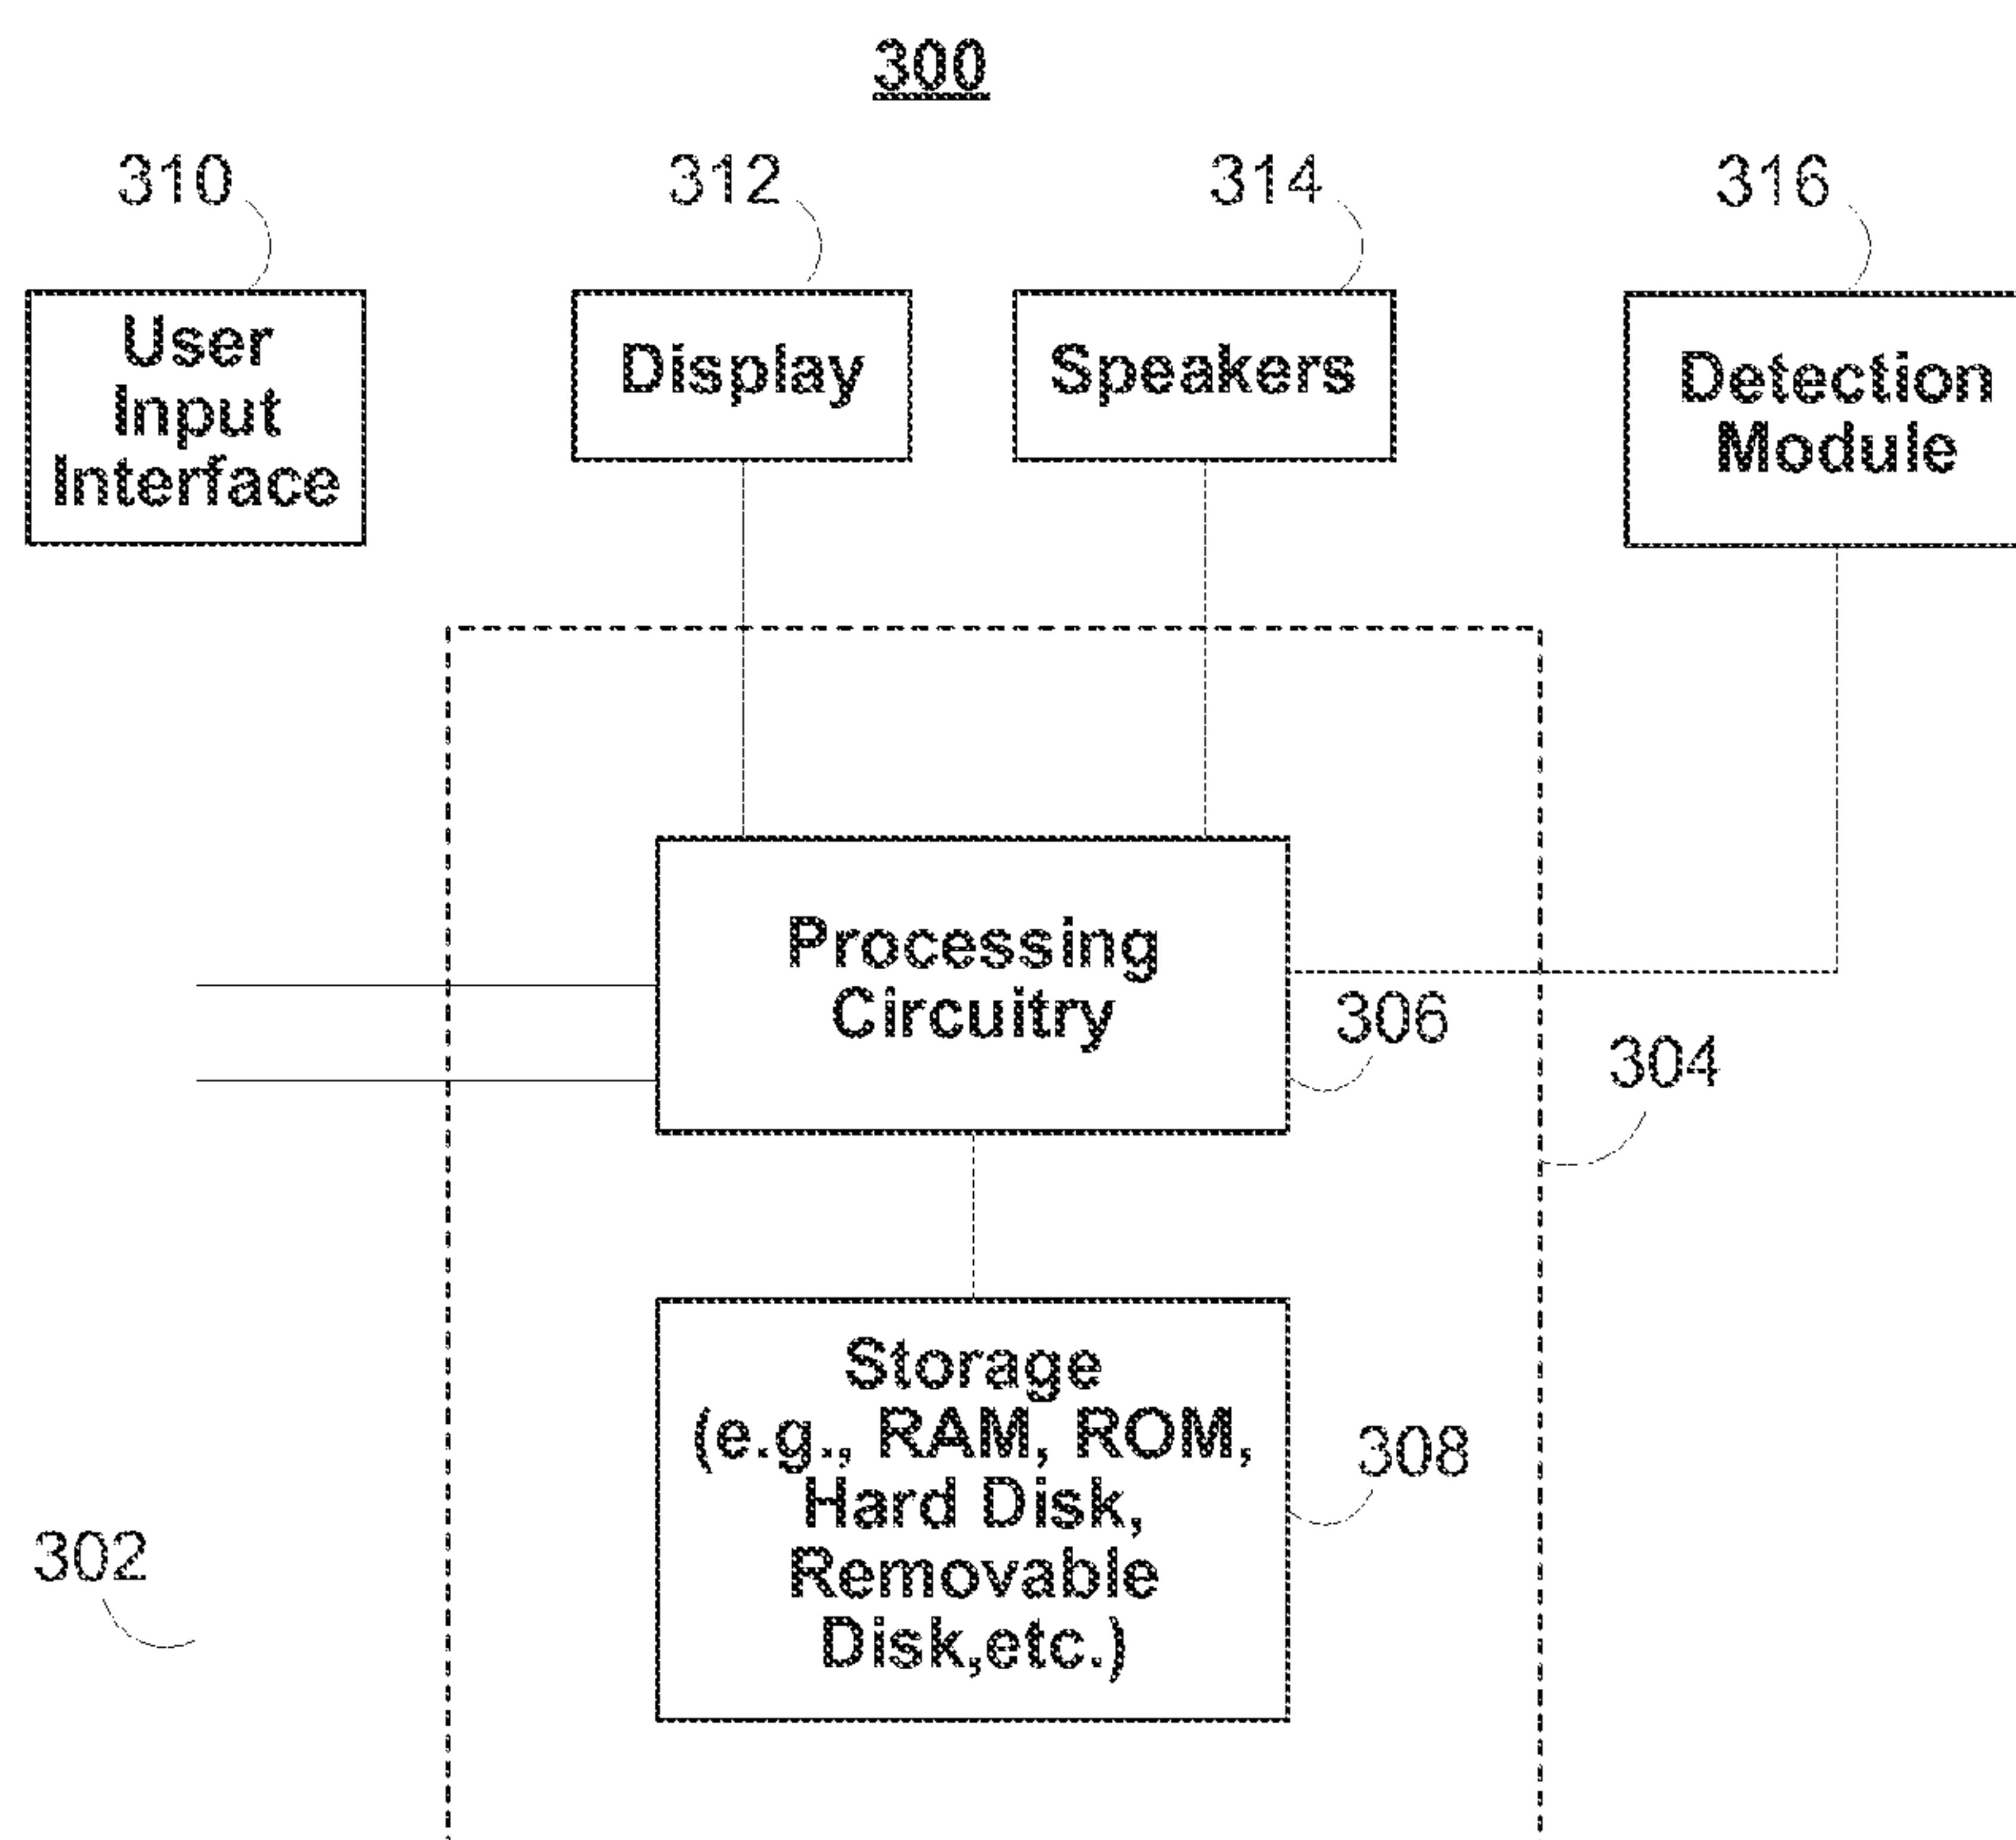 300
310
312
314
316
User
Input
Interface
Display
Speakers
Detection
Module
Processing
Circuitry
306
304
Storage
(e.g., RAM, ROM,
Hard Disk,
Removable
Disk,etc.)
308
302